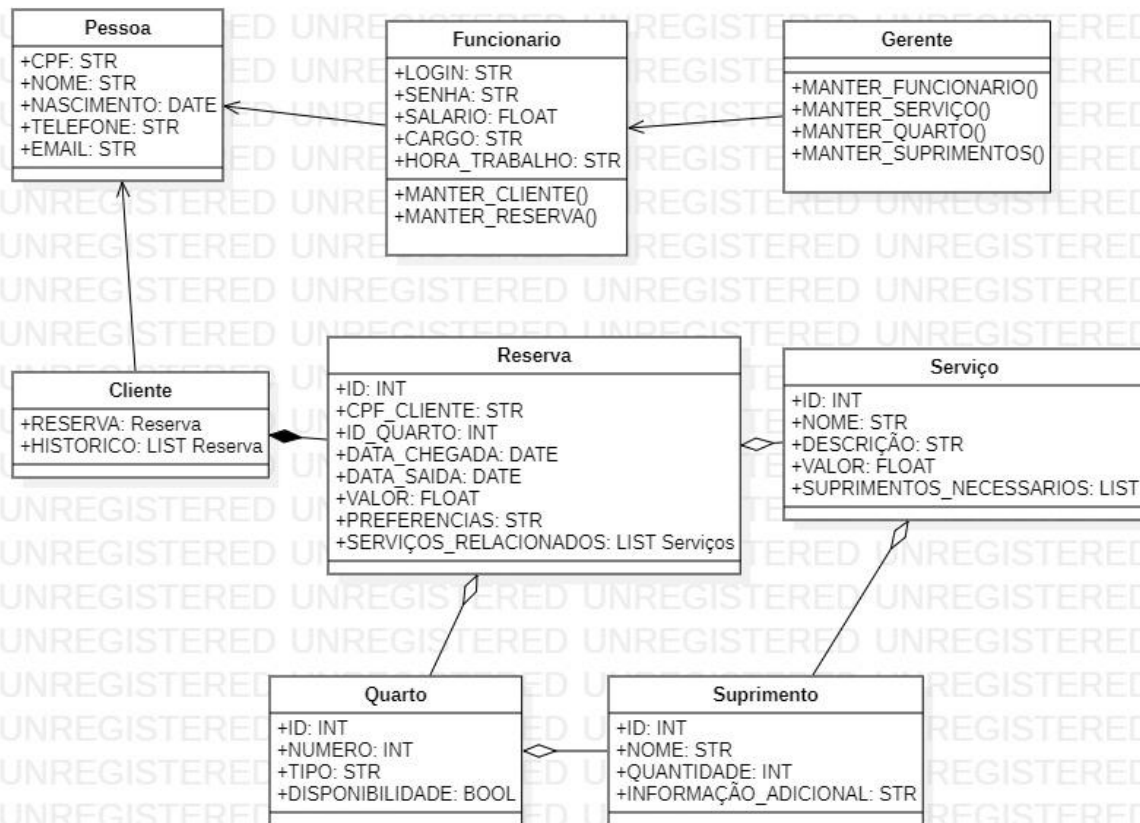 Pessoa
+CPF: STR
+NOME: STR
+NASCIMENTO: DATE
+TELEFONE: STR
+EMAIL: STR
Funcionario
+LOGIN: STR
+SENHA: STR
+SALARIO: FLOAT
+CARGO: STR
+HORA_TRABALHO: STR
+MANTER_CLIENTE()
+MANTER_RESERVA()
Gerente
+MANTER_FUNCIONARIO()
+MANTER_SERVIÇO()
+MANTER_QUARTO()
+MANTER_SUPRIMENTOS()
Cliente
+RESERVA: Reserva
+HISTORICO: LIST Reserva
Reserva
+ID: INT
+CPF_CLIENTE: STR
+ID_QUARTO: INT
+DATA_CHEGADA: DATE
+DATA_SAIDA: DATE
+VALOR: FLOAT
+PREFERENCIAS: STR
+SERVIÇOS_RELACIONADOS: LIST Serviços
Serviço
+ID: INT
+NOME: STR
+DESCRIÇÃO: STR
+VALOR: FLOAT
+SUPRIMENTOS_NECESSARIOS: LIST
Quarto
+ID: INT
+NUMERO: INT
+TIPO: STR
+DISPONIBILIDADE: BOOL
Suprimento
+ID: INT
+NOME: STR
+QUANTIDADE: INT
+INFORMAÇÃO_ADICIONAL: STR
UNREGISTERED